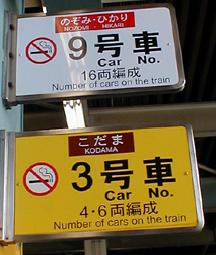 のぞみ・ひかり
NOZOMI · HIKARI
9号車
Car No.
16両編成
Number of cars on the train
こだま
KODAMA
3号車
Car No.
4・6両編成
Number of cars on the train